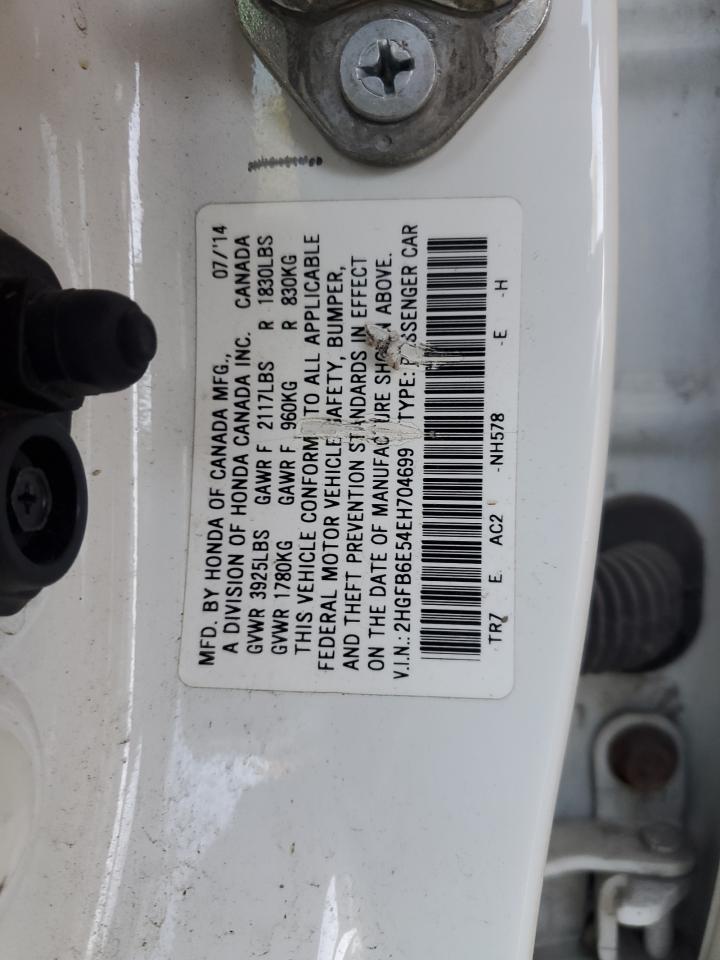 MFD. BY HONDA OF CANADA MFG., 07/'14
A DIVISION OF HONDA CANADA INC. CANADA
GVWR 3925LBS GAWR F 2117LBS R 1830LBS
GVWR 1780KG GAWR F 960KG R 830KG
THIS VEHICLE CONFORMS TO ALL APPLICABLE
FEDERAL MOTOR VEHICLE SAFETY, BUMPER,
AND THEFT PREVENTION STANDARDS IN EFFECT
ON THE DATE OF MANUFACTURE SHOWN ABOVE.
V.I.N.: 2HGFB6E54EH704699 TYPE: PASSENGER CAR
TR7 E AC2 -NH578 -E -H